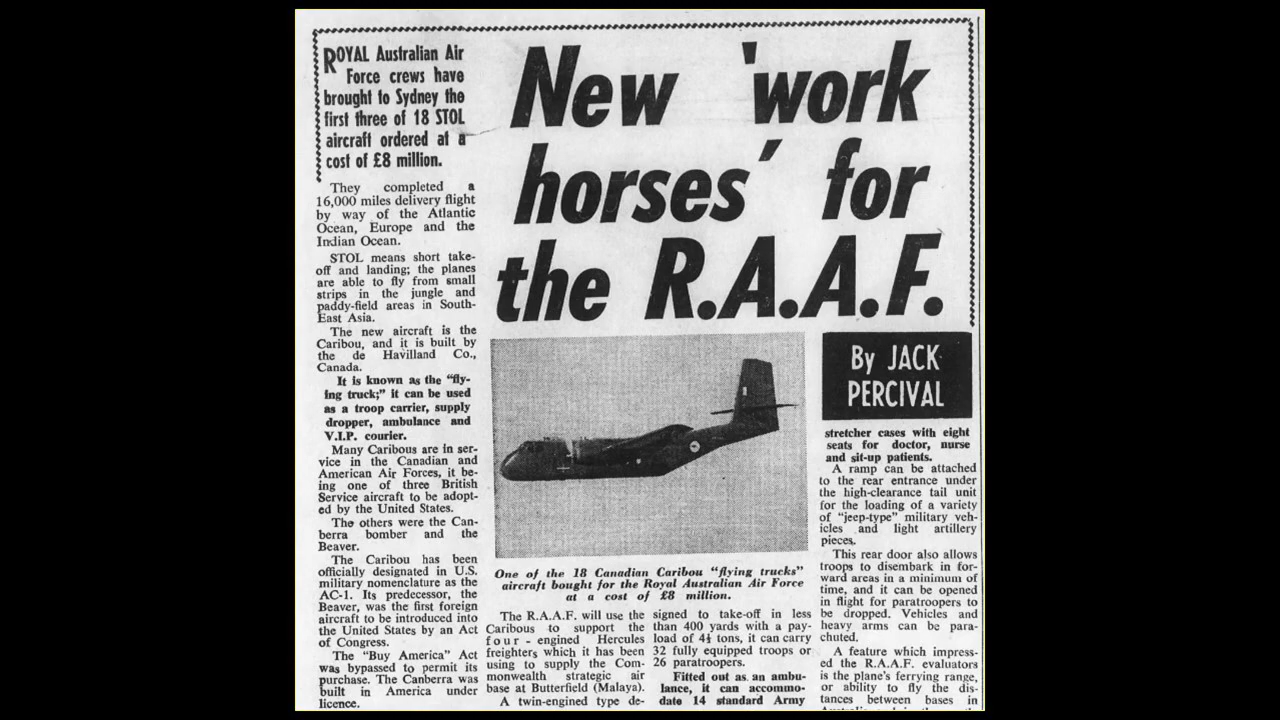 ROYAL Australian Air
Force crews have
brought to Sydney the
first three of 18 STOL
aircraft ordered at a
cost of £8 million.
They completed a
16,000 miles delivery flight
by way of the Atlantic
Ocean, Europe and the
Indian Ocean.
STOL means short take-
off and landing; the planes
are able to fly from small
strips in the jungle and
paddy-field areas in South-
East Asia.
The new aircraft is the
Caribou, and it is built by
the de Havilland Co.,
Canada.
It is known as the "fly-
ing truck;" it can be used
as a troop carrier, supply
dropper, ambulance and
V.I.P. courier.
Many Caribous are in ser-
vice in the Canadian and
American Air Forces, it be-
ing one of three British
Service aircraft to be adopt-
ed by the United States.
The others were the Can-
berra bomber and the
Beaver.
The Caribou has been
officially designated in U.S.
military nomenclature as the
AC-1. Its predecessor, the
Beaver, was the first foreign
aircraft to be introduced into
the United States by an Act
of Congress.
The "Buy America" Act
was bypassed to permit its
purchase. The Canberra was
built in America under
licence.
New 'work
horses' for
the R.A.A.F.
One of the 18 Canadian Caribou "flying trucks"
aircraft bought for the Royal Australian Air Force
at a cost of £8 million.
The R.A.A.F. will use the
Caribous to support the
four-engined Hercules
freighters which it has been
using to supply the Com-
monwealth strategic air
base at Butterfield (Malaya).
A twin-engined type de-
signed to take-off in less
than 400 yards with a pay-
load of 4½ tons, it can carry
32 fully equipped troops or
26 paratroopers.
Fitted out as an ambu-
lance, it can accommo-
date 14 standard Army
By JACK
PERCIVAL
stretcher cases with eight
seats for doctor, nurse
and sit-up patients.
A ramp can be attached
to the rear entrance under
the high-clearance tail unit
for the loading of a variety
of "jeep-type" military veh-
icles and light artillery
pieces.
This rear door also allows
troops to disembark in for-
ward areas in a minimum of
time, and it can be opened
in flight for paratroopers to
be dropped. Vehicles and
heavy arms can be para-
chuted.
A feature which impress-
ed the R.A.A.F. evaluators
is the plane's ferrying range,
or ability to fly the dis-
tances between bases in